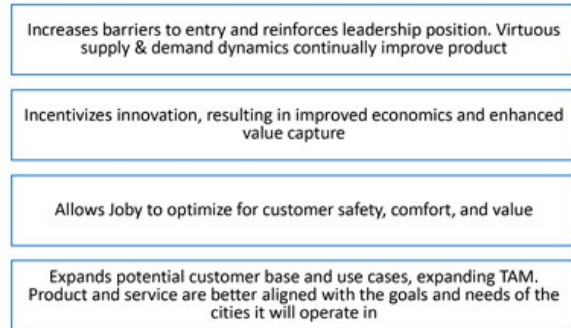 Increases barriers to entry and reinforces leadership position. Virtuous
supply & demand dynamics continually improve product
Incentivizes innovation, resulting in improved economics and enhanced
value capture
Allows Joby to optimize for customer safety, comfort, and value
Expands potential customer base and use cases, expanding TAM.
Product and service are better aligned with the goals and needs of the
cities it will operate in